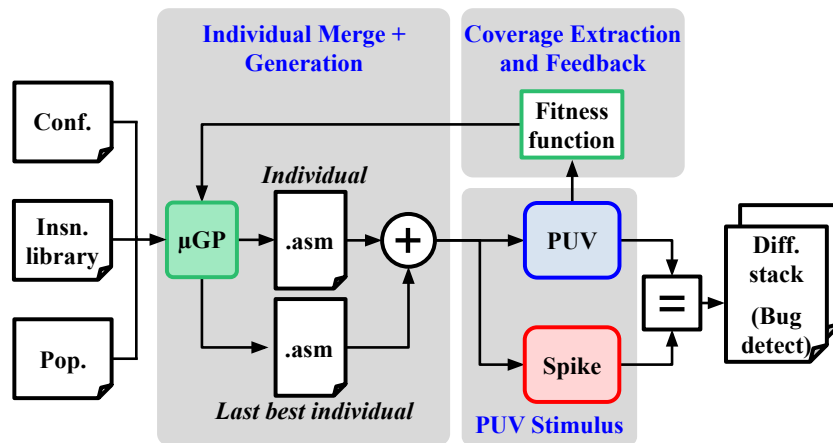 Individual Merge +
Generation
Coverage Extraction
and Feedback
Conf.
Fitness
function
Individual
Insn.
library
µGP
.asm
+
PUV
=
Diff.
stack
(Bug
detect)
Pop.
.asm
Spike
Last best individual
PUV Stimulus